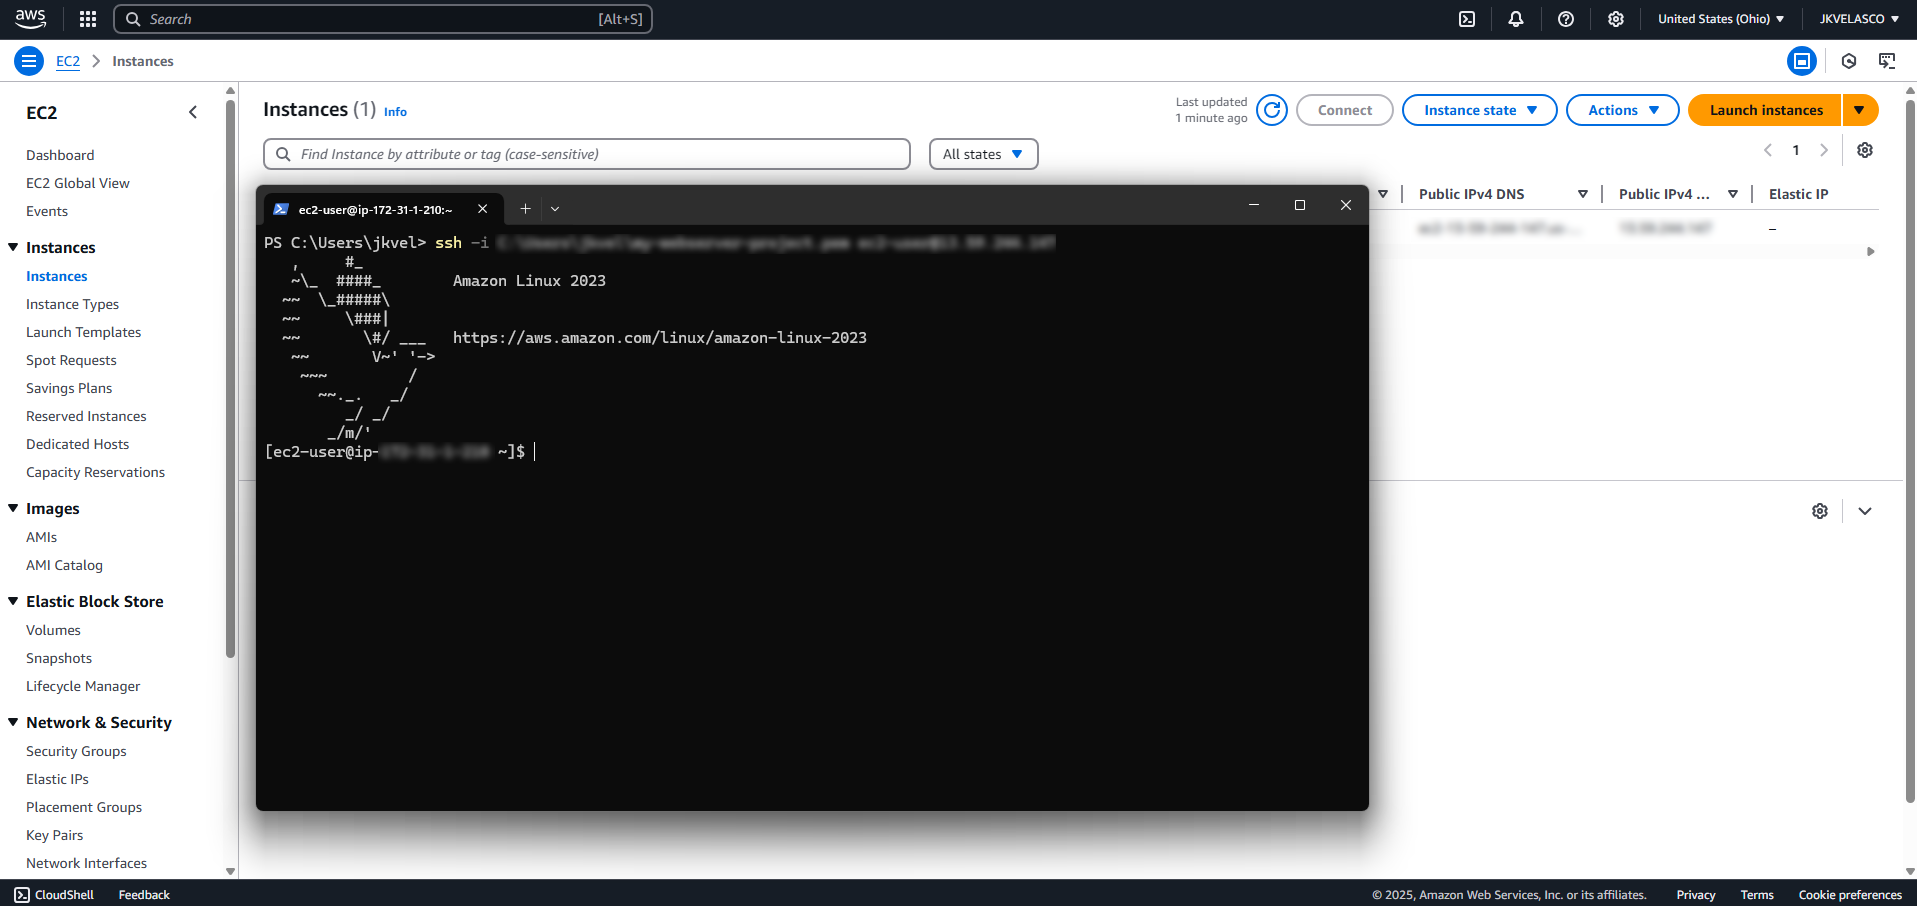 aws
Search [Alt+S]
United States (Ohio)
JKVELASCO
EC2 > Instances
EC2
Dashboard
EC2 Global View
Events
Instances
Instances
Instance Types
Launch Templates
Spot Requests
Savings Plans
Reserved Instances
Dedicated Hosts
Capacity Reservations
Images
AMIs
AMI Catalog
Elastic Block Store
Volumes
Snapshots
Lifecycle Manager
Network & Security
Security Groups
Elastic IPs
Placement Groups
Key Pairs
Network Interfaces
Instances (1) Info
Last updated
1 minute ago
Connect
Instance state
Actions
Launch instances
Find Instance by attribute or tag (case-sensitive)
All states
1
Public IPv4 DNS
Public IPv4 ...
Elastic IP
–
ec2-user@ip-172-31-1-210:~
PS C:\Users\jkvel> ssh -i
   ,     #_
   ~\_  ####_        Amazon Linux 2023
  ~~  \_#####\
  ~~     \###|
  ~~       \#/ ___   https://aws.amazon.com/linux/amazon-linux-2023
   ~~       V~' '->
    ~~~         /
      ~~._.   _/
         _/ _/
       _/m/'
[ec2-user@ip- ~]$
CloudShell
Feedback
© 2025, Amazon Web Services, Inc. or its affiliates.
Privacy
Terms
Cookie preferences